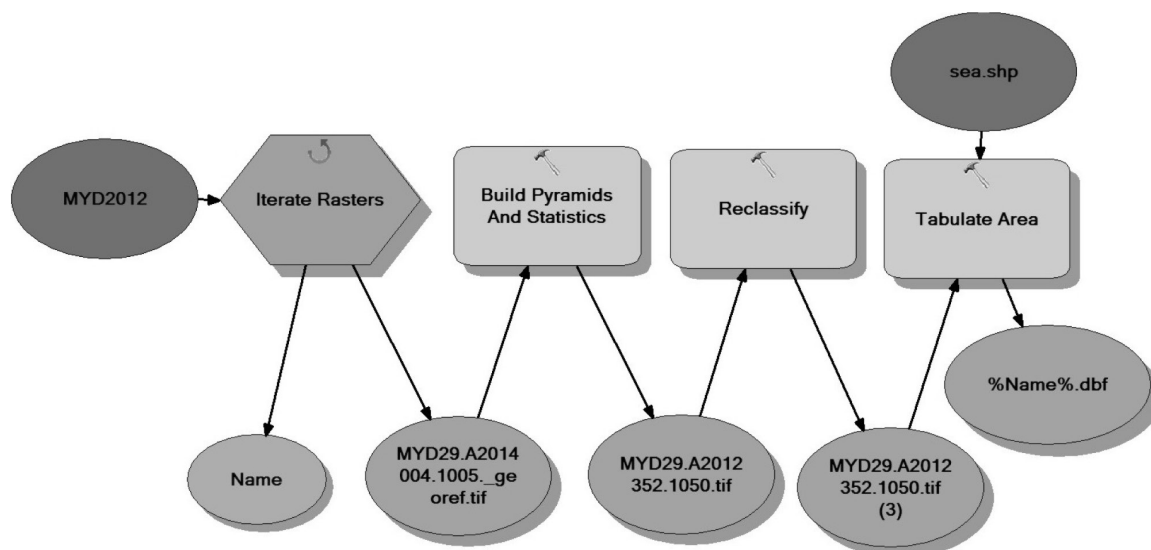 sea.shp
MYD2012
Iterate Rasters
Build Pyramids
And Statistics
Reclassify
Tabulate Area
%Name%.dbf
Name
MYD29.A2014
004.1005._ge
oref.tif
MYD29.A2012
352.1050.tif
MYD29.A2012
352.1050.tif
(3)